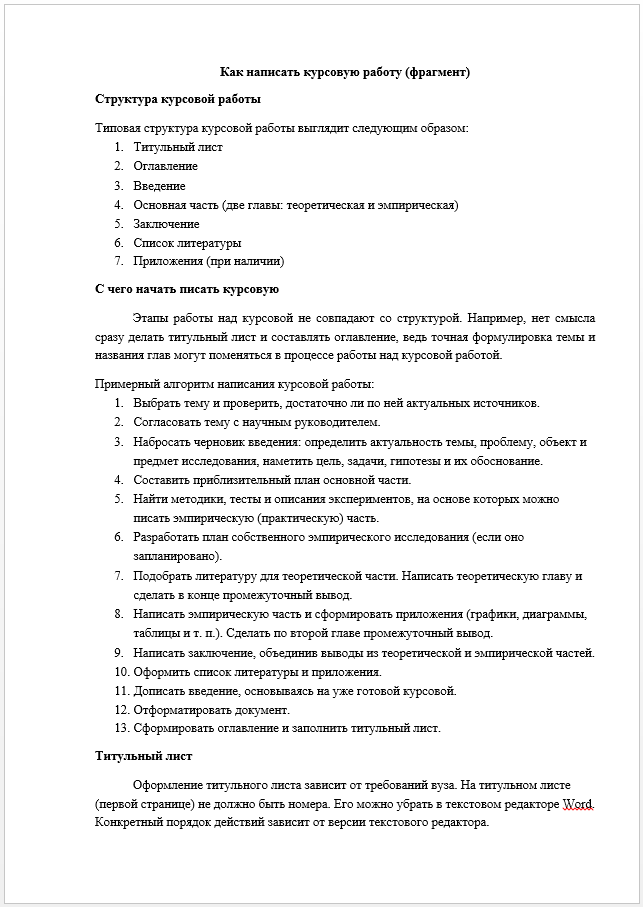 Как написать курсовую работу (фрагмент)
Структура курсовой работы
Типовая структура курсовой работы выглядит следующим образом:
1. Титульный лист
2. Оглавление
3. Введение
4. Основная часть (две главы: теоретическая и эмпирическая)
5. Заключение
6. Список литературы
7. Приложения (при наличии)
С чего начать писать курсовую
Этапы работы над курсовой не совпадают со структурой. Например, нет смысла
сразу делать титульный лист и составлять оглавление, ведь точная формулировка темы и
названия глав могут поменяться в процессе работы над курсовой работой.
Примерный алгоритм написания курсовой работы:
1. Выбрать тему и проверить, достаточно ли по ней актуальных источников.
2. Согласовать тему с научным руководителем.
3. Набросать черновик введения: определить актуальность темы, проблему, объект и
предмет исследования, наметить цель, задачи, гипотезы и их обоснование.
4. Составить приблизительный план основной части.
5. Найти методики, тесты и описания экспериментов, на основе которых можно
писать эмпирическую (практическую) часть.
6. Разработать план собственного эмпирического исследования (если оно
запланировано).
7. Подобрать литературу для теоретической части. Написать теоретическую главу и
сделать в конце промежуточный вывод.
8. Написать эмпирическую часть и сформировать приложения (графики, диаграммы,
таблицы и т. п.). Сделать по второй главе промежуточный вывод.
9. Написать заключение, объединив выводы из теоретической и эмпирической частей.
10. Оформить список литературы и приложения.
11. Дописать введение, основываясь на уже готовой курсовой.
12. Отформатировать документ.
13. Сформировать оглавление и заполнить титульный лист.
Титульный лист
Оформление титульного листа зависит от требований вуза. На титульном листе
(первой странице) не должно быть номера. Его можно убрать в текстовом редакторе Word.
Конкретный порядок действий зависит от версии текстового редактора.